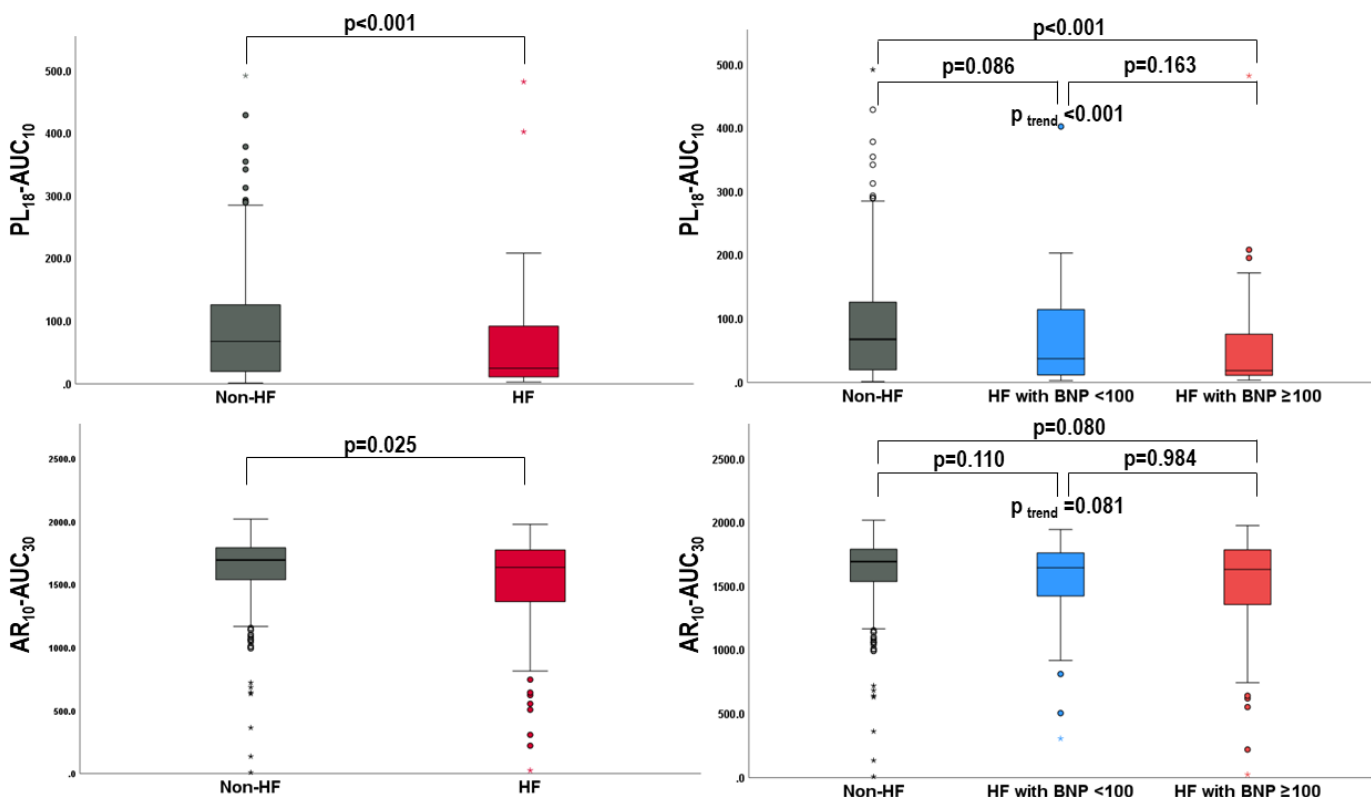 p<0.001
PL18-AUC10
500.0
400.0
300.0
200.0
100.0
.0
Non-HF
HF
p<0.001
p=0.086
p=0.163
p trend <0.001
PL18-AUC10
500.0
400.0
300.0
200.0
100.0
.0
Non-HF
HF with BNP <100
HF with BNP ≥100
p=0.025
AR10-AUC30
2500.0
2000.0
1500.0
1000.0
500.0
.0
Non-HF
HF
p=0.080
p=0.110
p=0.984
p trend =0.081
AR10-AUC30
2500.0
2000.0
1500.0
1000.0
500.0
.0
Non-HF
HF with BNP <100
HF with BNP ≥100